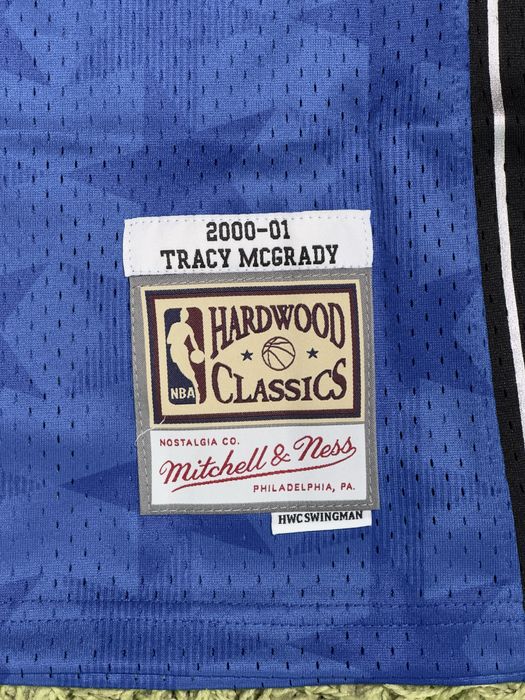 2000-01
TRACY MCGRADY
HARDWOOD
CLASSICS
NBA
NOSTALGIA CO.
Mitchell & Ness
PHILADELPHIA, PA.
HWC SWINGMAN